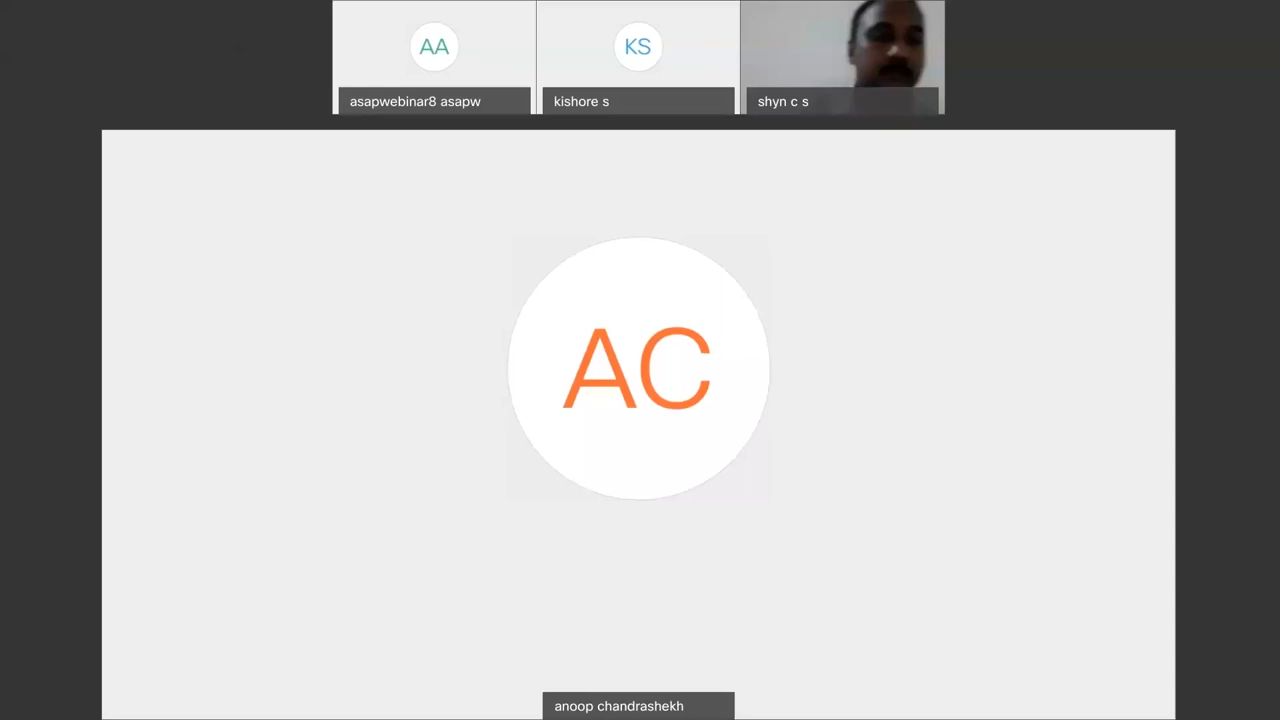 AA
KS
asapwebinar8 asapw
kishore s
shyn c s
AC
anoop chandrashekh